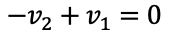 −v₂ + v₁ = 0